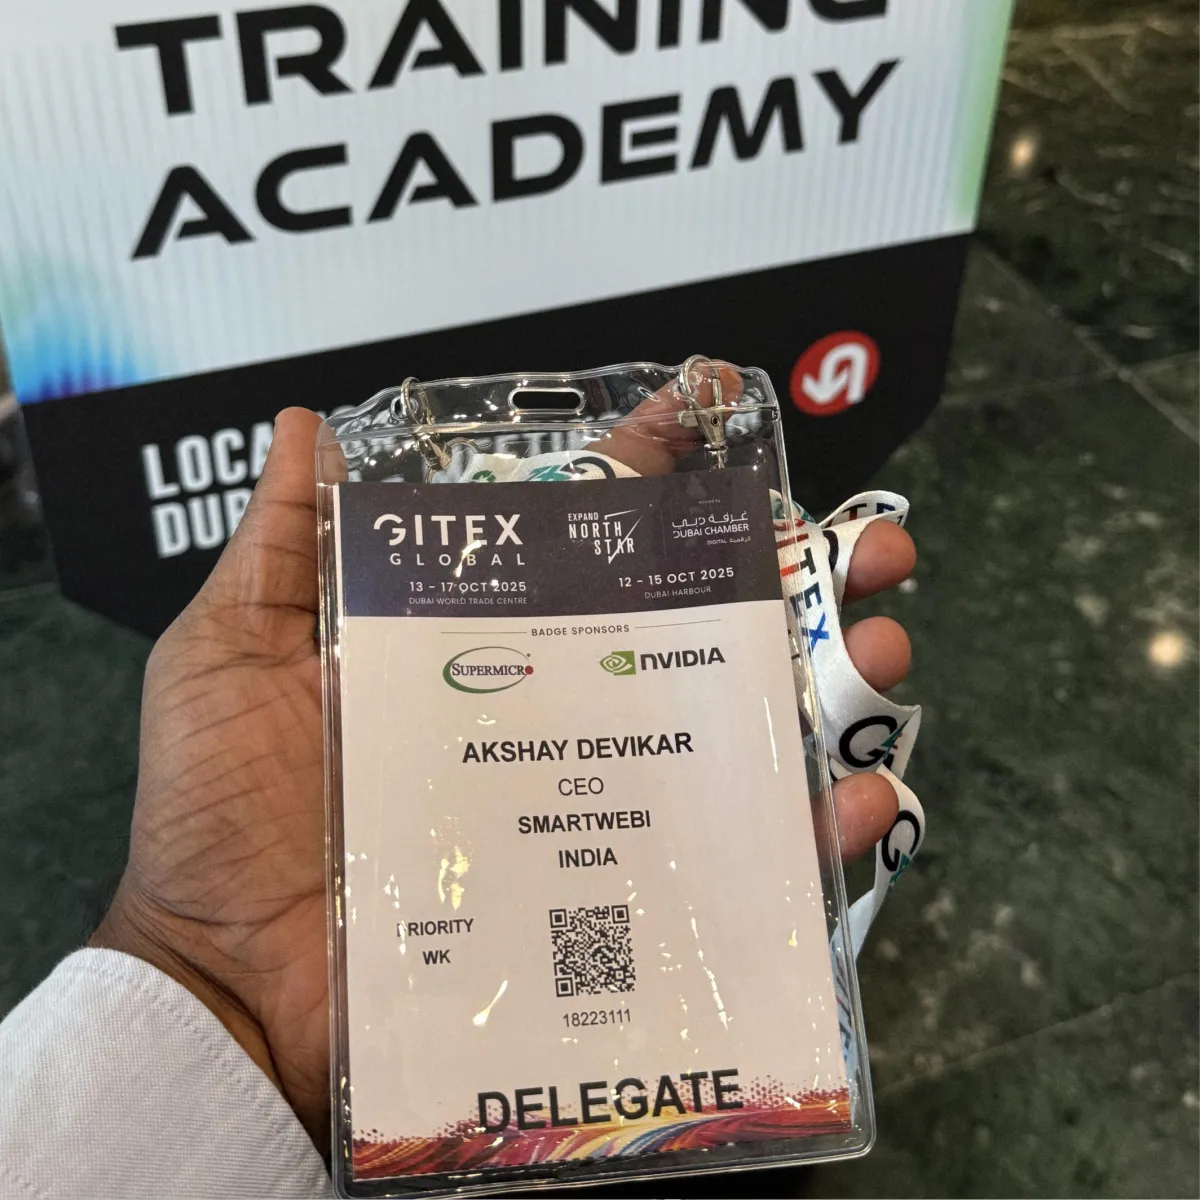 TRAINING
ACADEMY
LOCA
DUB
GITEX
GLOBAL
13 - 17 OCT 2025
DUBAI WORLD TRADE CENTRE
EXPAND
NORTH
STAR
غرفة دبي
DUBAI CHAMBER
DIGITAL الرقمية
12 - 15 OCT 2025
DUBAI HARBOUR
BADGE SPONSORS
SUPERMICRO
NVIDIA
AKSHAY DEVIKAR
CEO
SMARTWEBI
INDIA
PRIORITY
WK
18223111
DELEGATE
GITEX